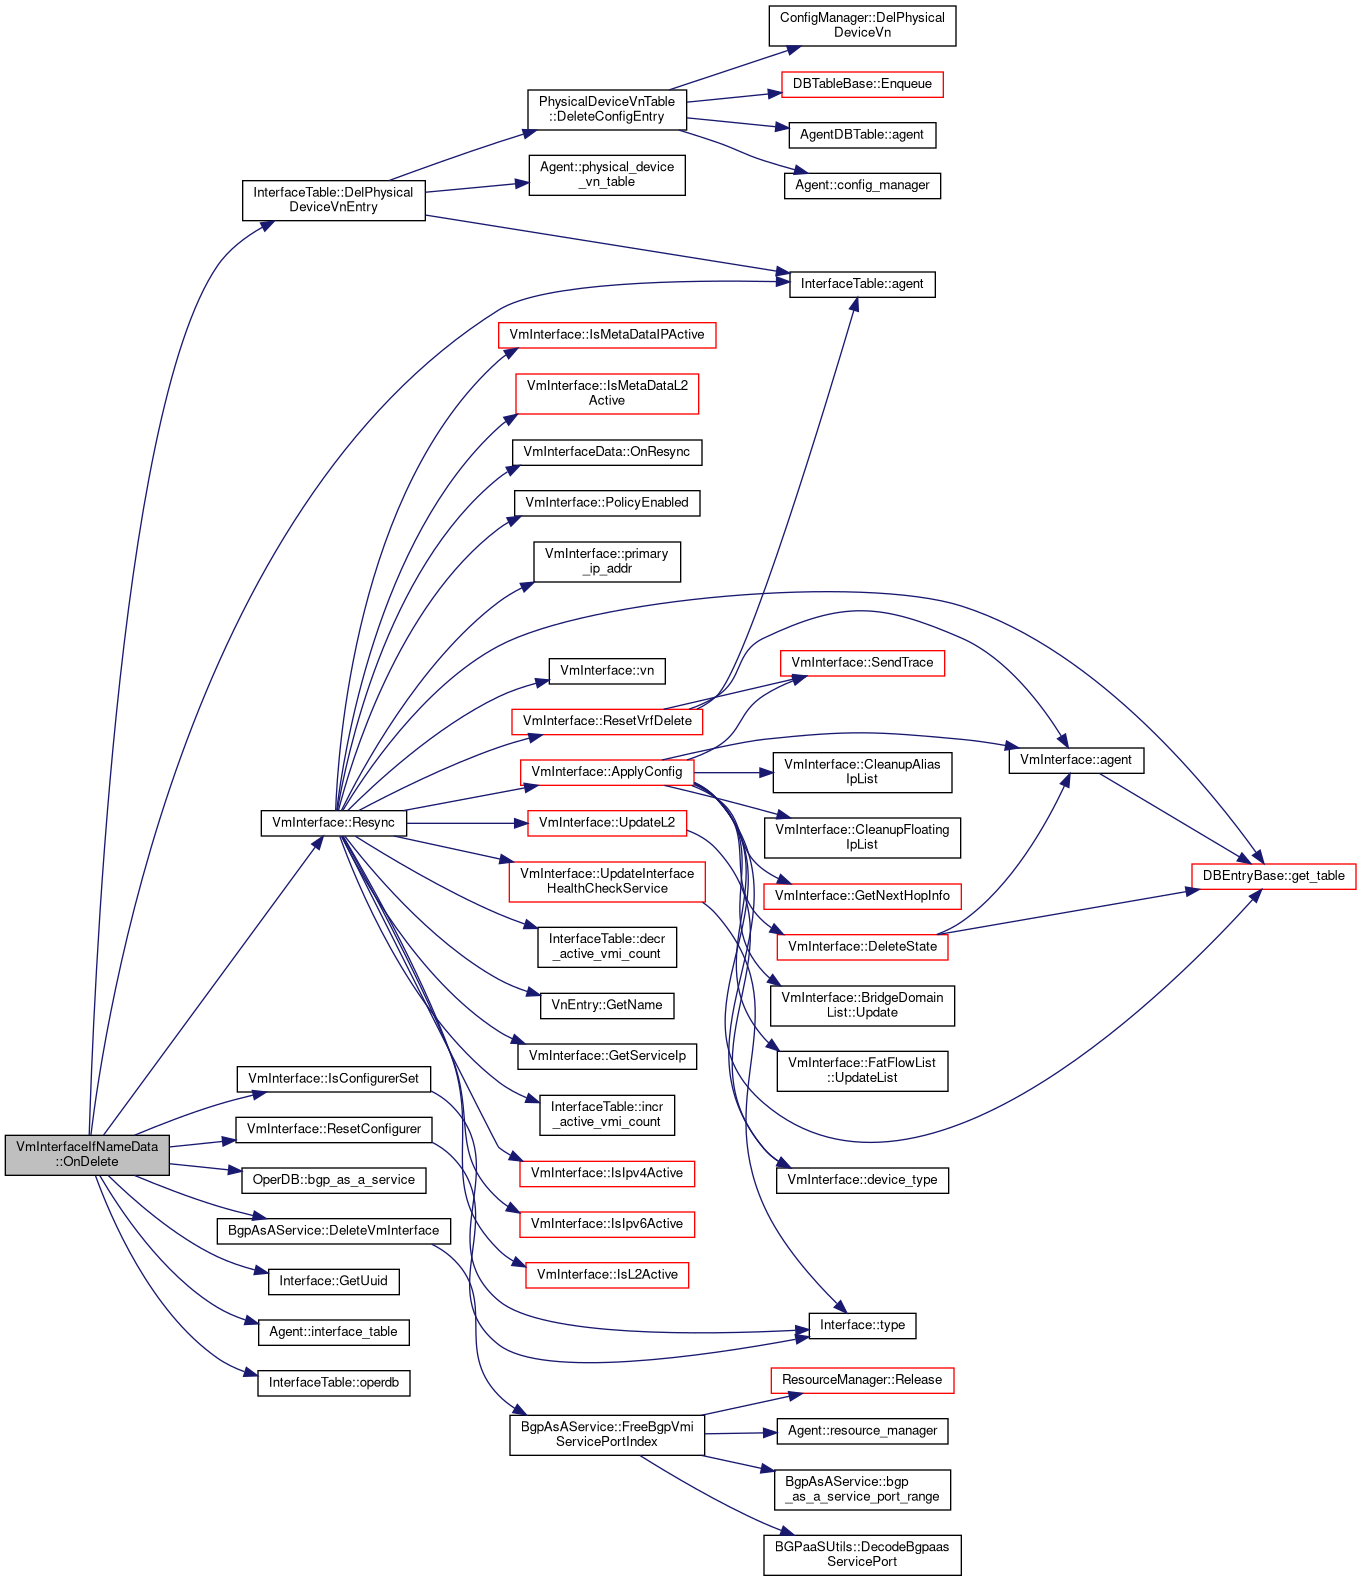 ConfigManager::DelPhysical
DeviceVn
DBTableBase::Enqueue
PhysicalDeviceVnTable
::DeleteConfigEntry
AgentDBTable::agent
Agent::physical_device
_vn_table
Agent::config_manager
InterfaceTable::DelPhysical
DeviceVnEntry
InterfaceTable::agent
VmInterface::IsMetaDataIPActive
VmInterface::IsMetaDataL2
Active
VmInterfaceData::OnResync
VmInterface::PolicyEnabled
VmInterface::primary
_ip_addr
VmInterface::vn
VmInterface::SendTrace
VmInterface::ResetVrfDelete
VmInterface::agent
VmInterface::ApplyConfig
VmInterface::CleanupAlias
IpList
VmInterface::Resync
VmInterface::UpdateL2
VmInterface::CleanupFloating
IpList
VmInterface::UpdateInterface
HealthCheckService
DBEntryBase::get_table
VmInterface::GetNextHopInfo
InterfaceTable::decr
_active_vmi_count
VmInterface::DeleteState
VnEntry::GetName
VmInterface::BridgeDomain
List::Update
VmInterface::GetServiceIp
VmInterface::FatFlowList
::UpdateList
VmInterface::IsConfigurerSet
InterfaceTable::incr
_active_vmi_count
VmInterface::ResetConfigurer
VmInterfaceIfNameData
::OnDelete
OperDB::bgp_as_a_service
VmInterface::IsIpv4Active
VmInterface::device_type
BgpAsAService::DeleteVmInterface
VmInterface::IsIpv6Active
Interface::GetUuid
VmInterface::IsL2Active
Agent::interface_table
Interface::type
InterfaceTable::operdb
ResourceManager::Release
BgpAsAService::FreeBgpVmi
ServicePortIndex
Agent::resource_manager
BgpAsAService::bgp
_as_a_service_port_range
BGPaaSUtils::DecodeBgpaas
ServicePort